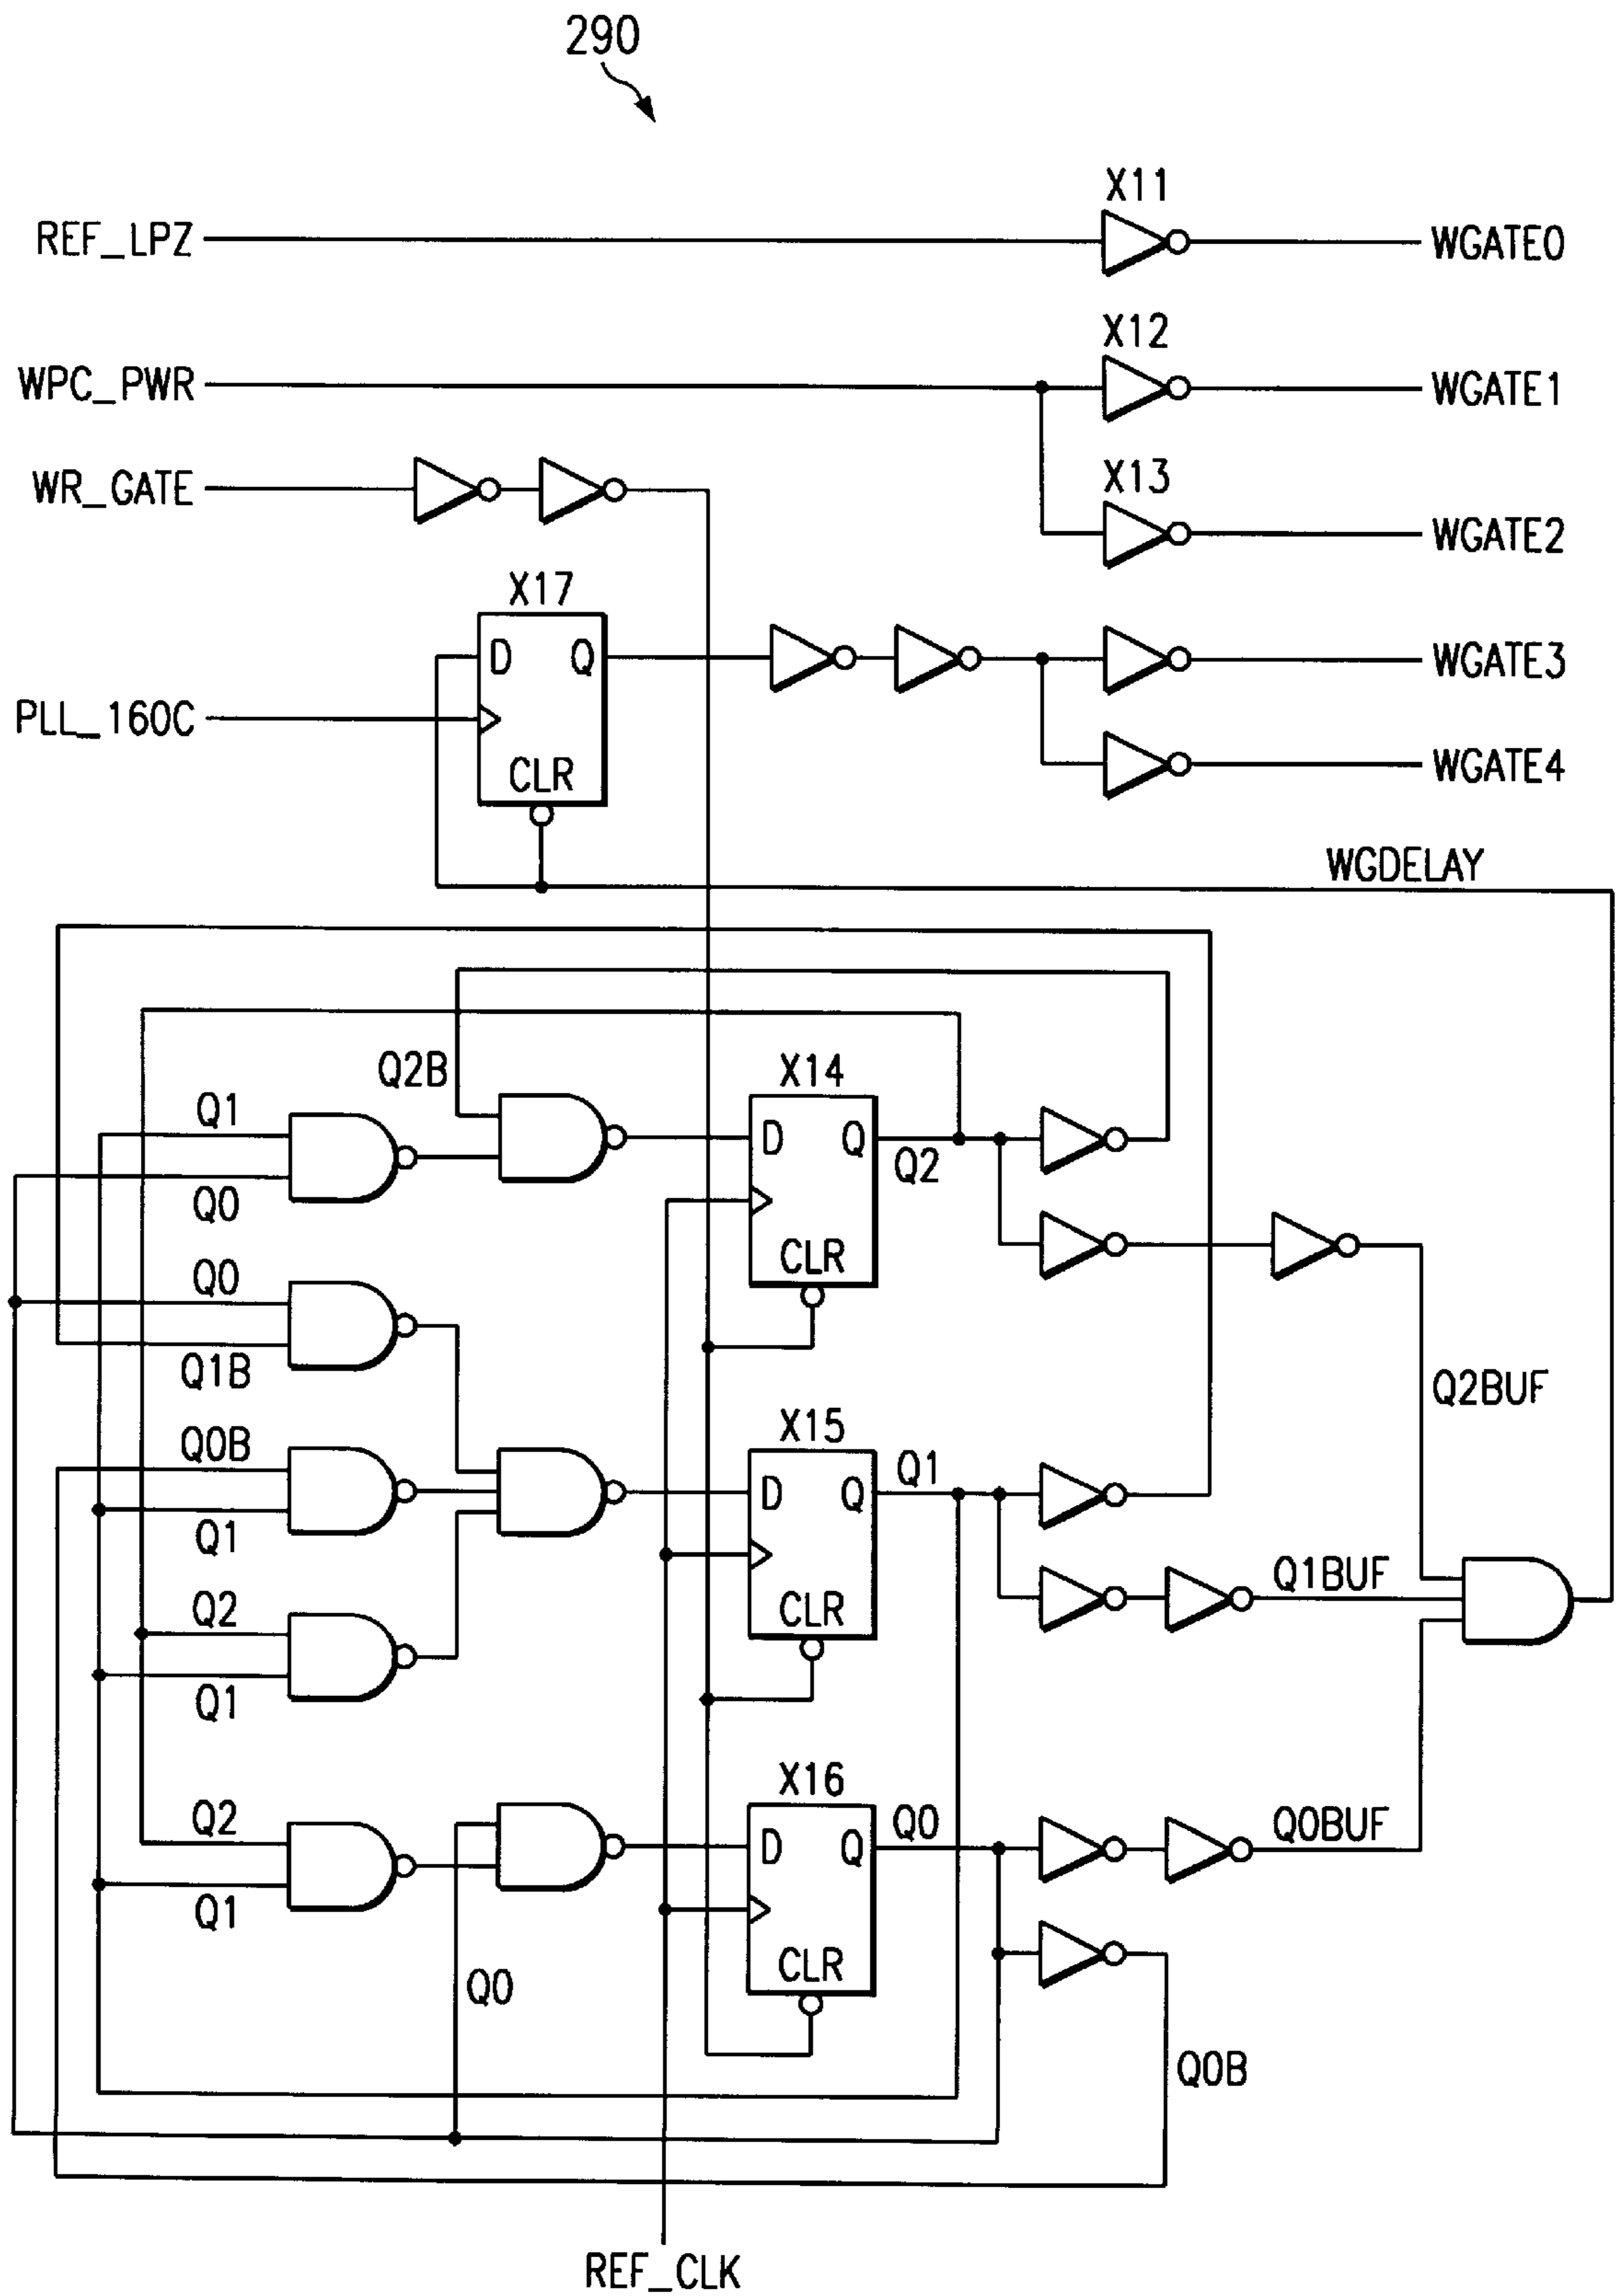 290
X11
REF_LPZ
WGATE0
X12
WPC_PWR
WGATE1
X13
WR_GATE
WGATE2
X17
D Q
WGATE3
PLL_160C
CLR
WGATE4
WGDELAY
Q2B
X14
Q1
D Q
Q2
Q0
CLR
Q0
Q1B
Q2BUF
X15
Q0B
Q1
D Q
Q1
Q1BUF
CLR
Q2
Q1
X16
Q2
Q0
Q0BUF
D Q
Q1
CLR
Q0
Q0B
REF_CLK